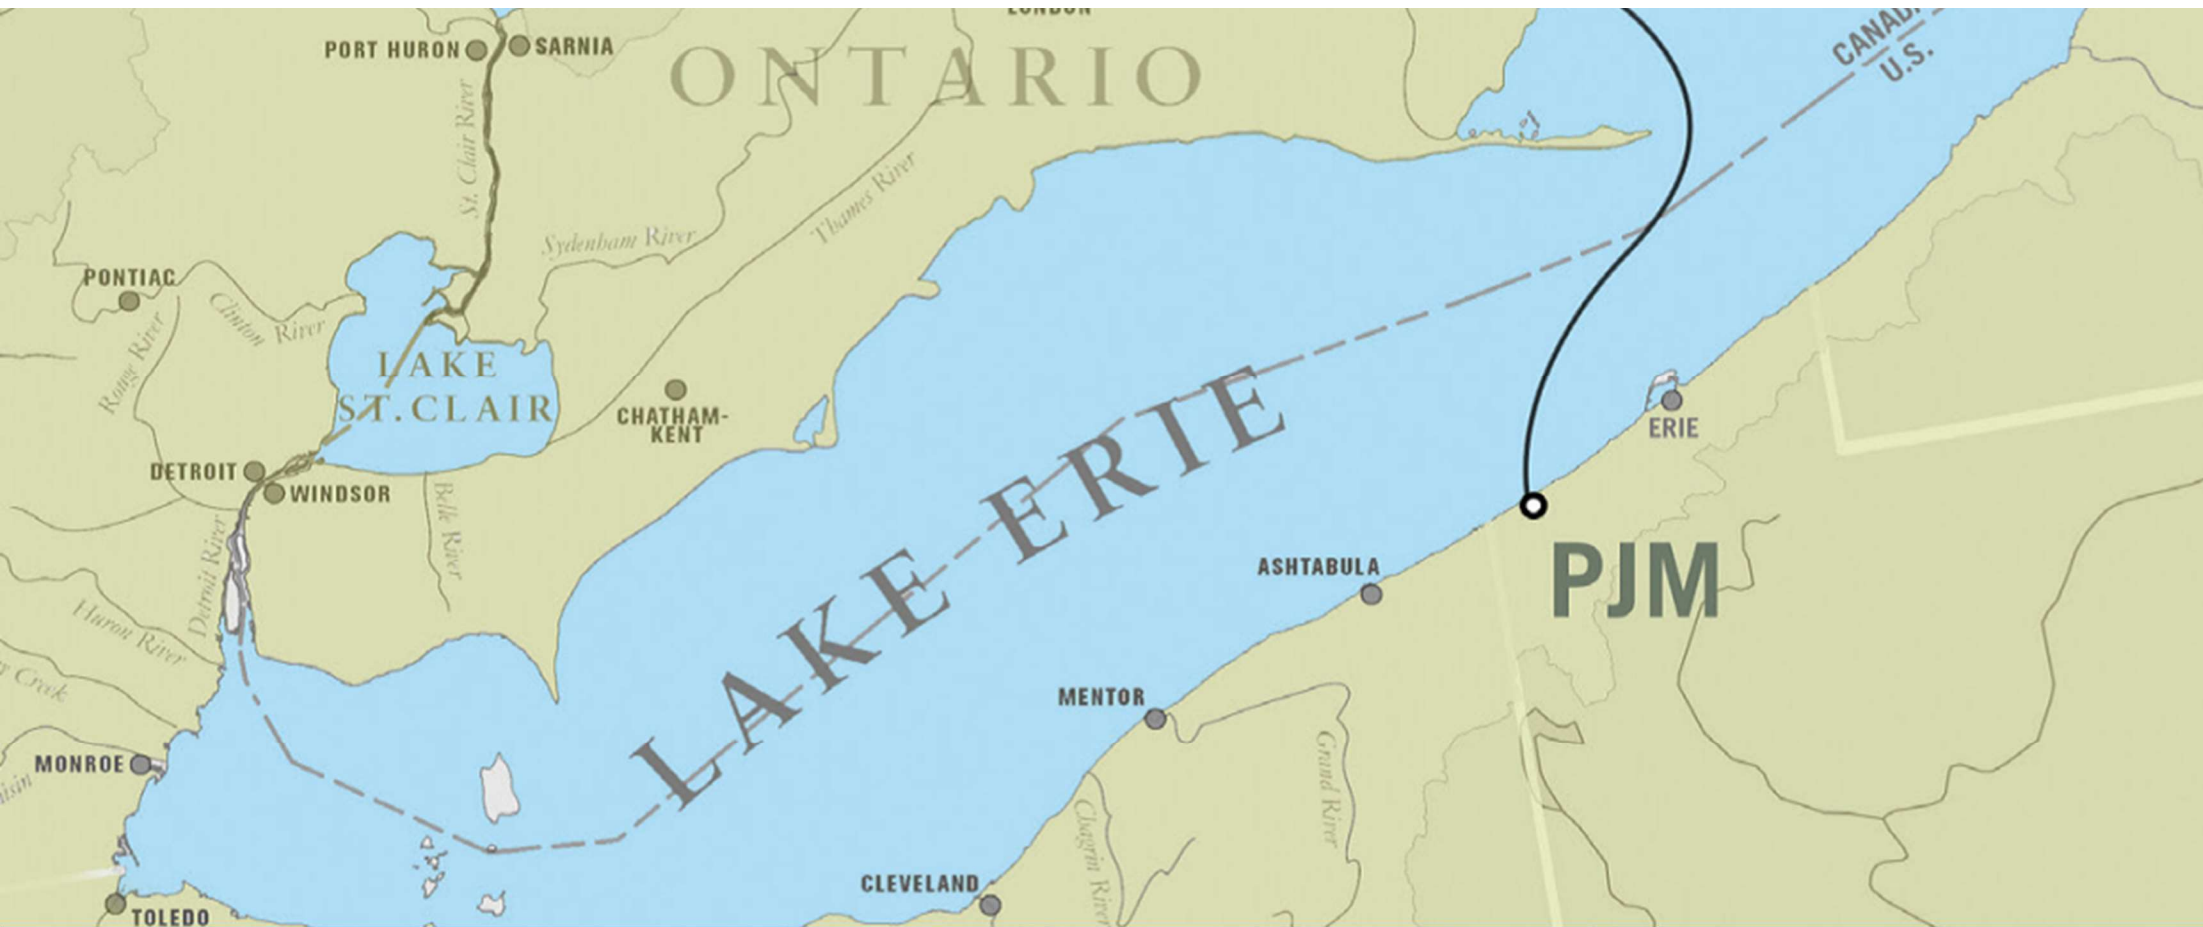 LONDON
CANADA
U.S.
PORT HURON
SARNIA
ONTARIO
St. Clair River
Thames River
Sydenham River
PONTIAC
Clinton River
Rouge River
LAKE
ST. CLAIR
CHATHAM-
KENT
ERIE
DETROIT
WINDSOR
Belle River
LAKE ERIE
PJM
Detroit River
ASHTABULA
Huron River
Creek
MENTOR
MONROE
Grand River
Chagrin River
CLEVELAND
TOLEDO